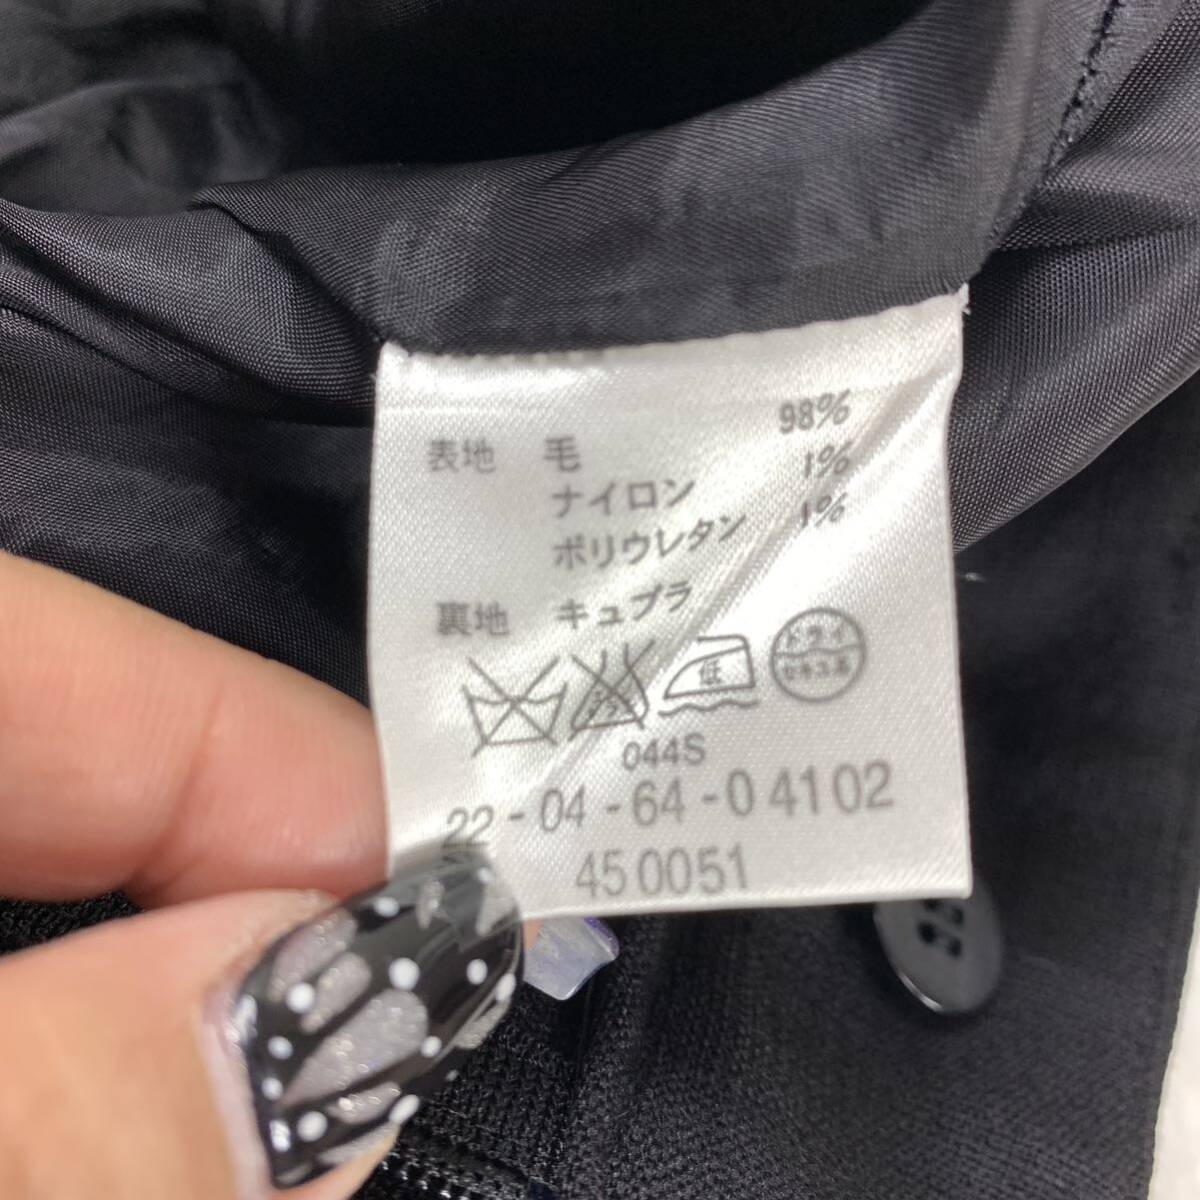 表地 毛 98%
ナイロン 1%
ポリウレタン 1%
裏地 キュプラ
低 ドライ
セキユ系
044S
22-04-64-04102
450051